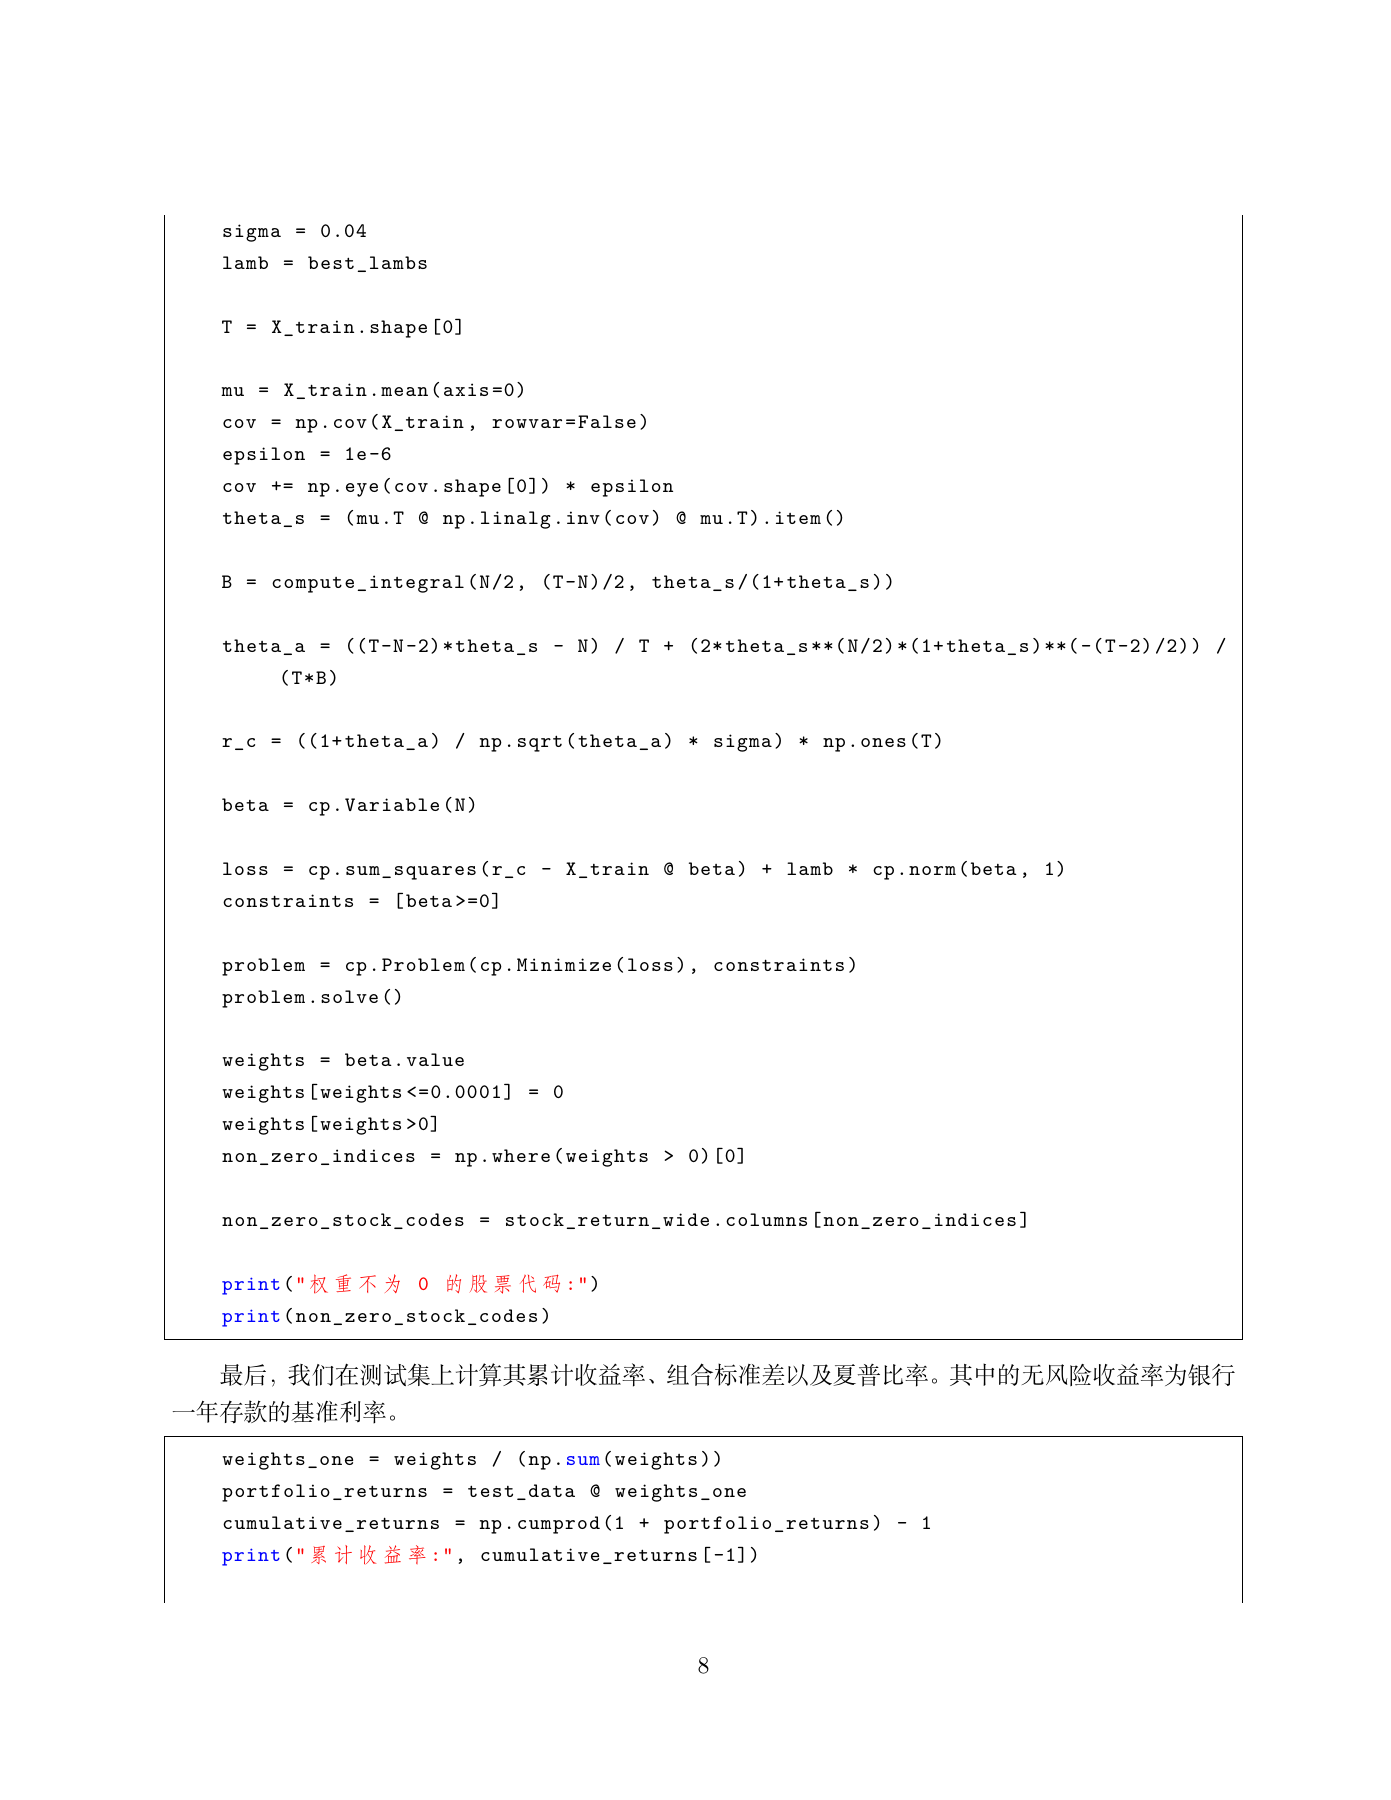 sigma = 0.04
lamb = best_lambs
T = X_train.shape[0]
mu = X_train.mean(axis=0)
cov = np.cov(X_train, rowvar=False)
epsilon = 1e-6
cov += np.eye(cov.shape[0]) * epsilon
theta_s = (mu.T @ np.linalg.inv(cov) @ mu.T).item()
B = compute_integral(N/2, (T-N)/2, theta_s/(1+theta_s))
theta_a = ((T-N-2)*theta_s - N) / T + (2*theta_s**(N/2)*(1+theta_s)**(-(T-2)/2)) /
(T*B)
r_c = ((1+theta_a) / np.sqrt(theta_a) * sigma) * np.ones(T)
beta = cp.Variable(N)
loss = cp.sum_squares(r_c - X_train @ beta) + lamb * cp.norm(beta, 1)
constraints = [beta>=0]
problem = cp.Problem(cp.Minimize(loss), constraints)
problem.solve()
weights = beta.value
weights[weights<=0.0001] = 0
weights[weights>0]
non_zero_indices = np.where(weights > 0)[0]
non_zero_stock_codes = stock_return_wide.columns[non_zero_indices]
print("权重不为 0 的股票代码:")
print(non_zero_stock_codes)
最后, 我们在测试集上计算其累计收益率、组合标准差以及夏普比率。其中的无风险收益率为银行
一年存款的基准利率。
weights_one = weights / (np.sum(weights))
portfolio_returns = test_data @ weights_one
cumulative_returns = np.cumprod(1 + portfolio_returns) - 1
print("累计收益率:", cumulative_returns[-1])
8